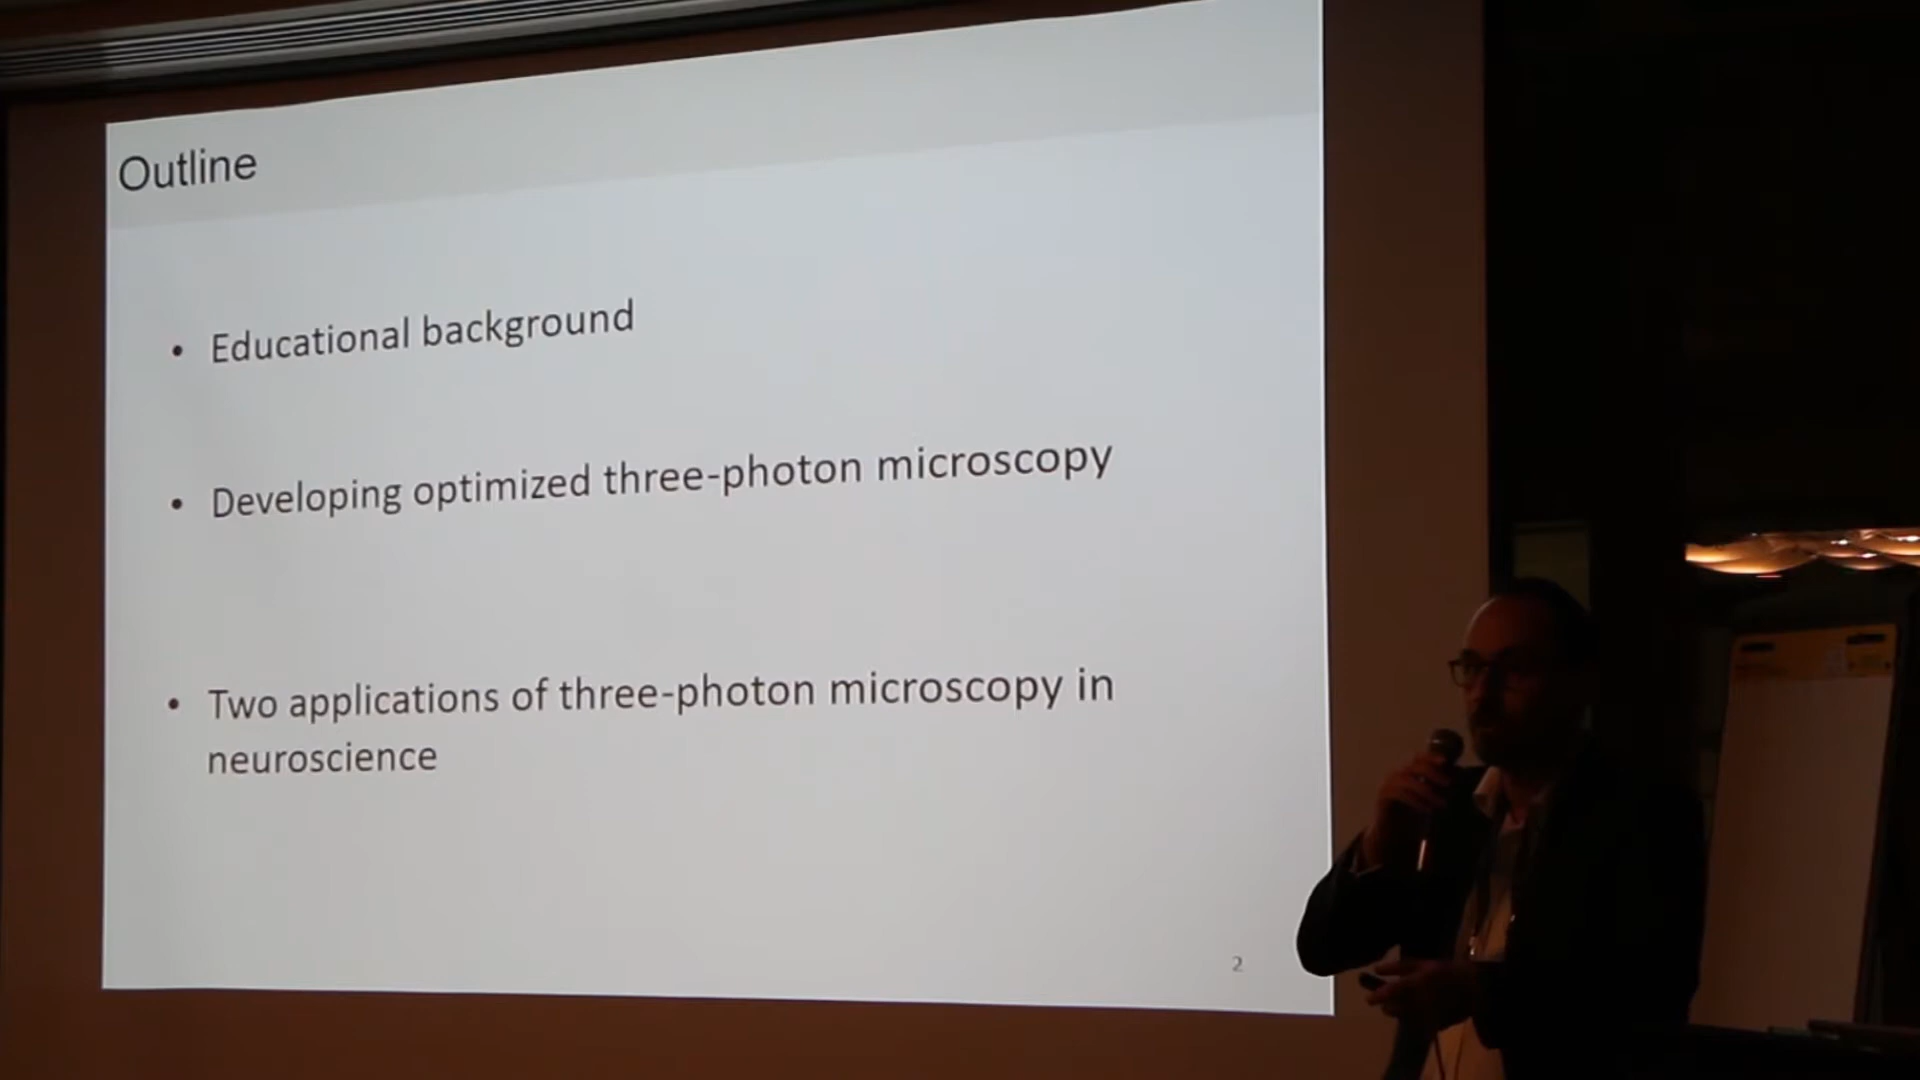 Outline
• Educational background
• Developing optimized three-photon microscopy
• Two applications of three-photon microscopy in
neuroscience
2